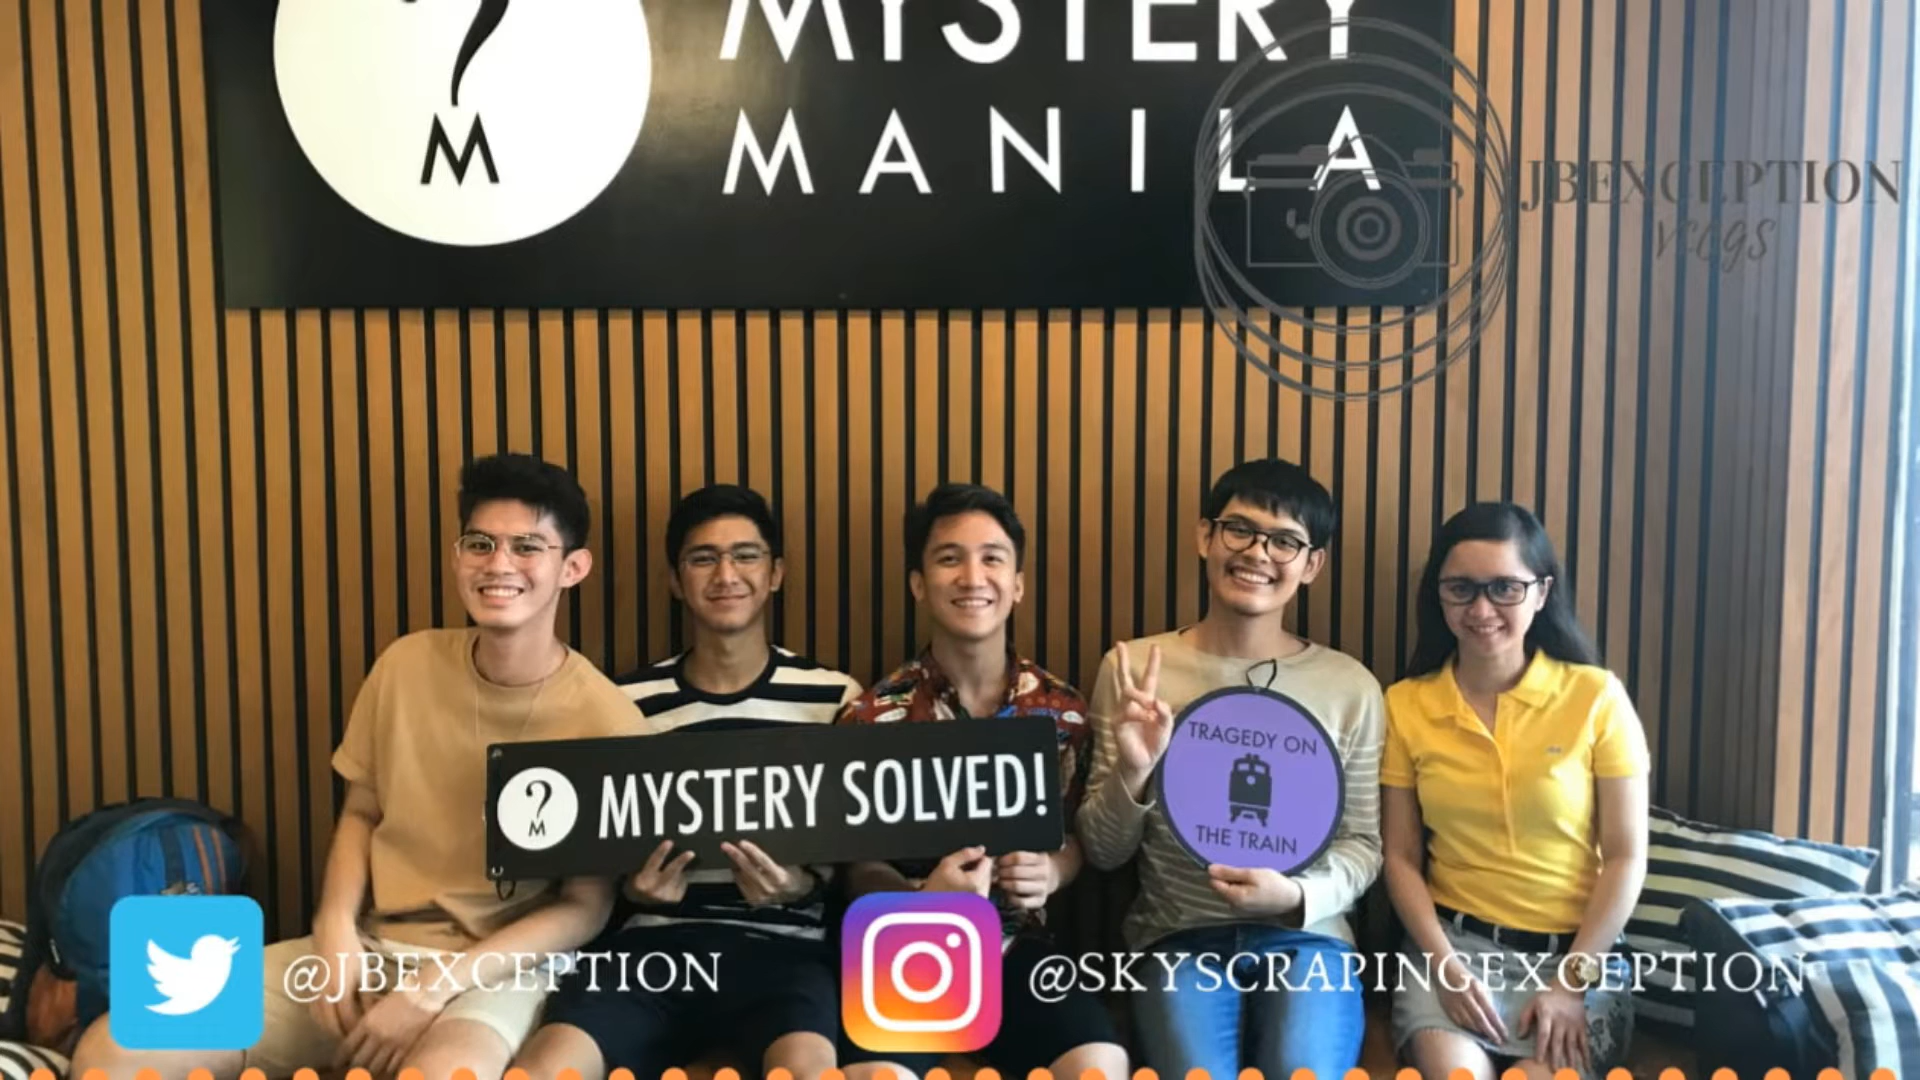 ?
M
MYSTERY
MANILA
JBEXCEPTION
VLOGS
? M
MYSTERY SOLVED!
TRAGEDY ON
THE TRAIN
@JBEXCEPTION
@SKYSCRAPINGEXCEPTION